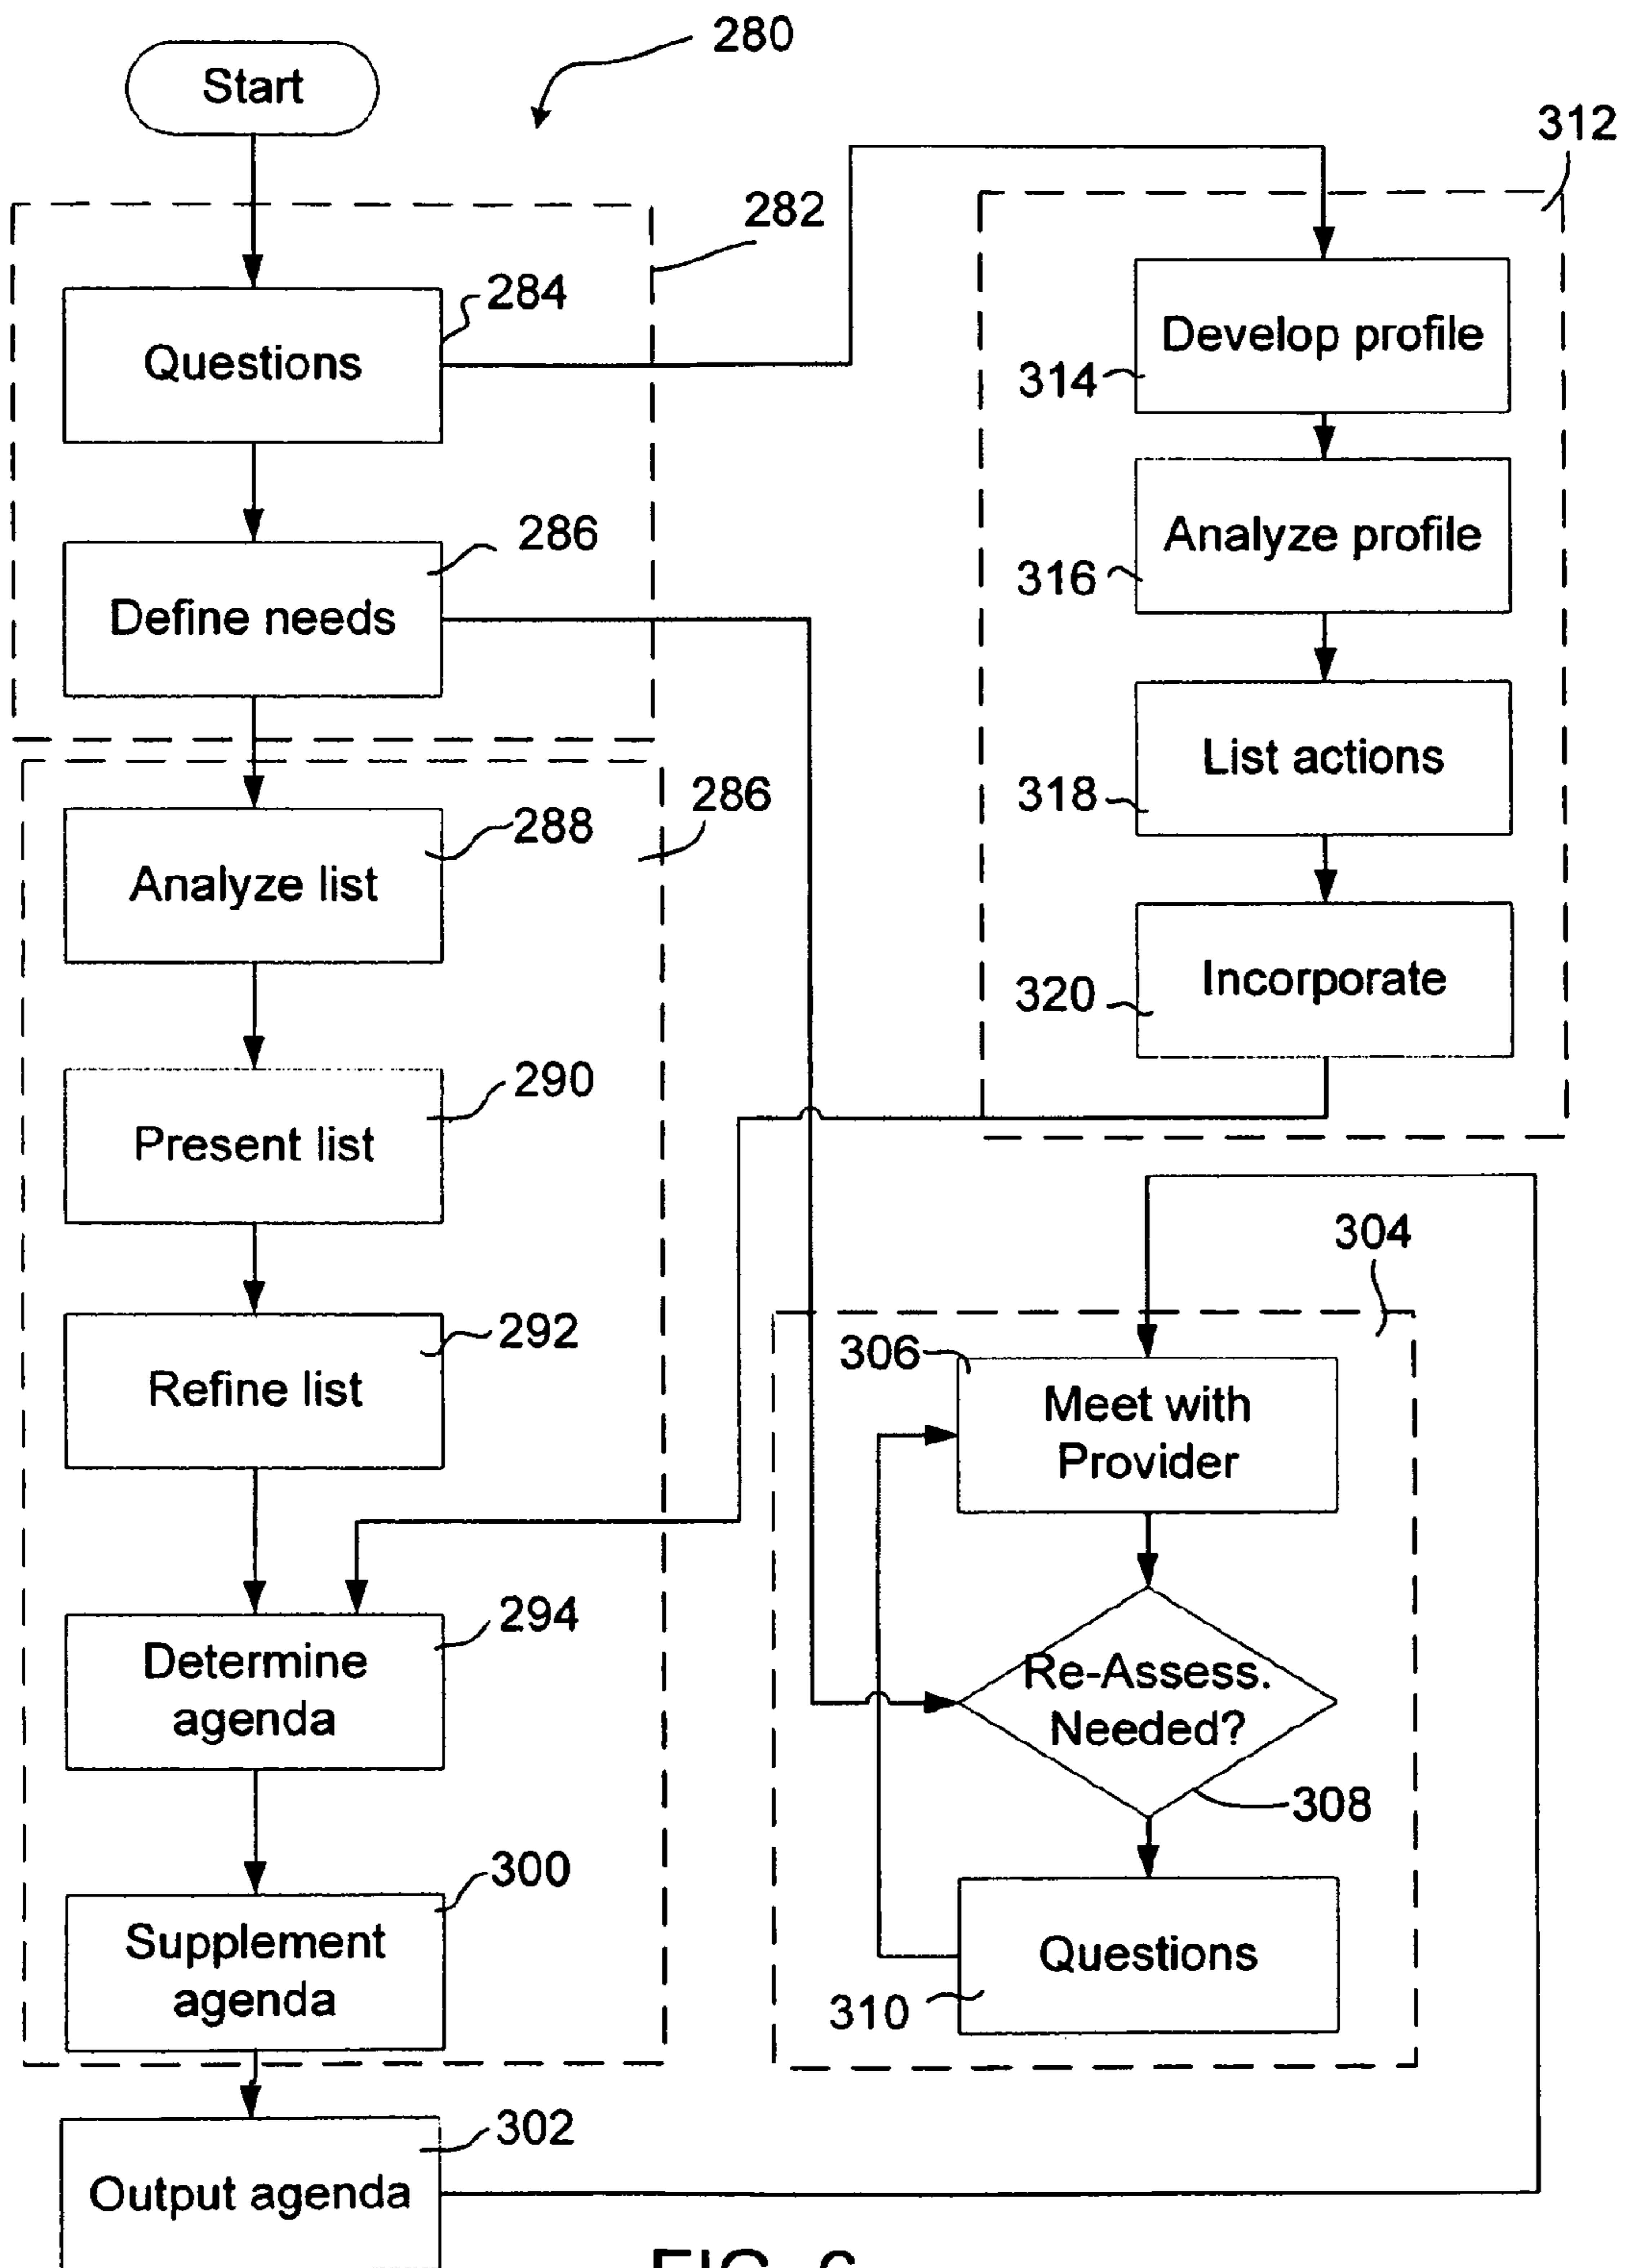 280
Start
312
282
284
Questions
Develop profile
314
286
Define needs
Analyze profile
316
286
288
Analyze list
List actions
318
290
Present list
Incorporate
320
304
292
Refine list
306
Meet with
Provider
294
Determine
agenda
Re-Assess.
Needed?
308
300
Supplement
agenda
Questions
310
302
Output agenda
FIG. 6